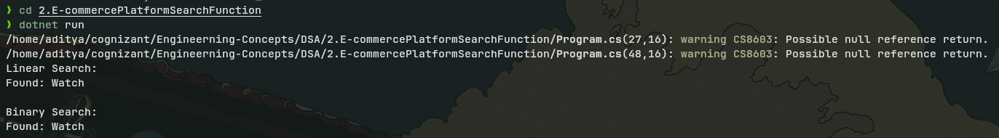 ❯ cd 2.E-commercePlatformSearchFunction
❯ dotnet run
/home/aditya/cognizant/Engineerning-Concepts/DSA/2.E-commercePlatformSearchFunction/Program.cs(27,16): warning CS8603: Possible null reference return.
/home/aditya/cognizant/Engineerning-Concepts/DSA/2.E-commercePlatformSearchFunction/Program.cs(48,16): warning CS8603: Possible null reference return.
Linear Search:
Found: Watch
Binary Search:
Found: Watch